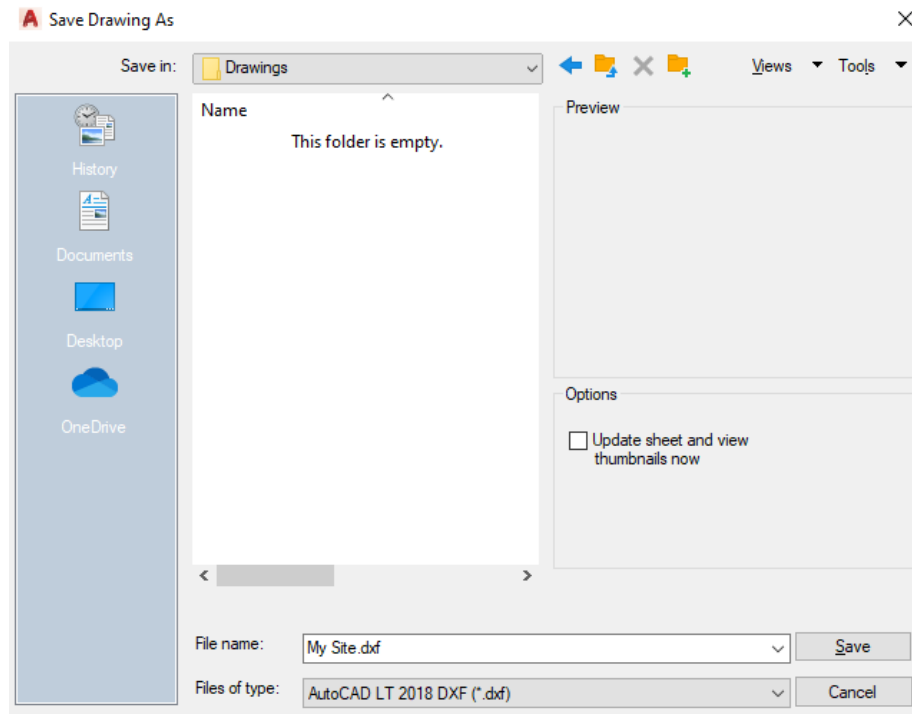 Save Drawing As
Save in:
Drawings
Views
Tools
History
Documents
Desktop
OneDrive
Name
This folder is empty.
Preview
Options
Update sheet and view
thumbnails now
File name:
My Site.dxf
Save
Files of type:
AutoCAD LT 2018 DXF (*.dxf)
Cancel